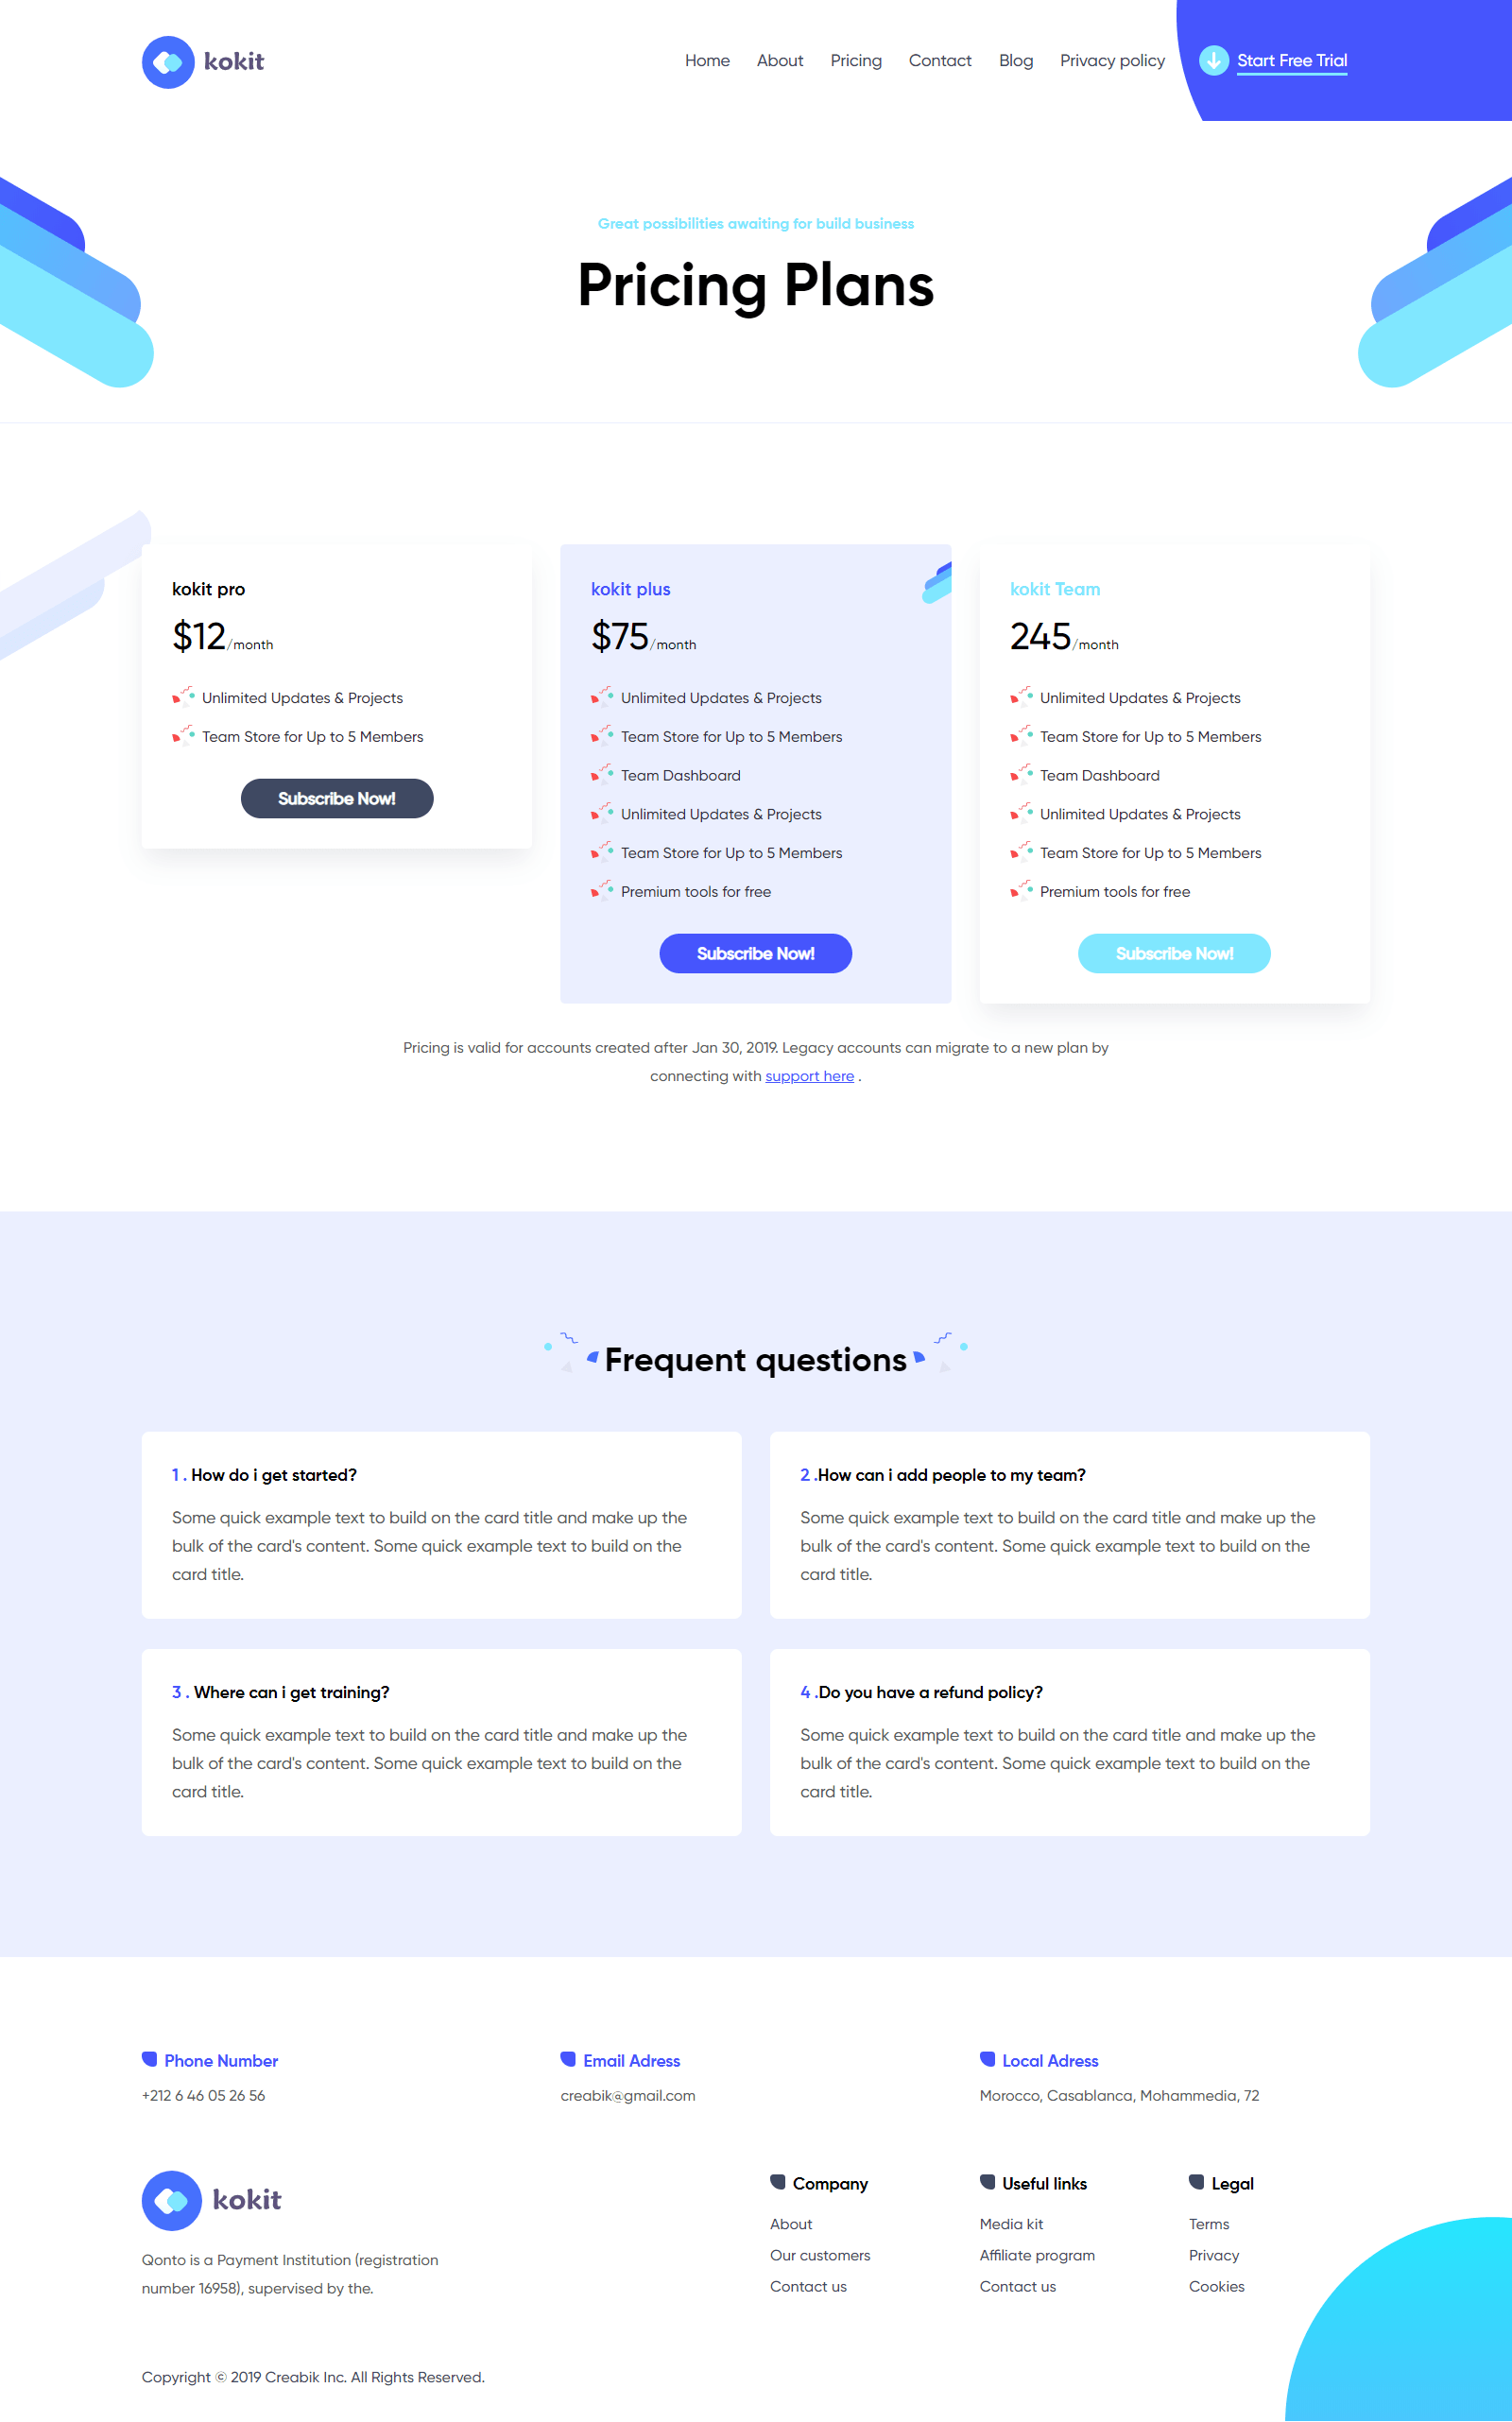 kokit
Home About Pricing Contact Blog Privacy policy Start Free Trial
Great possibilities awaiting for build business
Pricing Plans
kokit pro
$12/month
Unlimited Updates & Projects
Team Store for Up to 5 Members
Subscribe Now!
kokit plus
$75/month
Unlimited Updates & Projects
Team Store for Up to 5 Members
Team Dashboard
Unlimited Updates & Projects
Team Store for Up to 5 Members
Premium tools for free
Subscribe Now!
kokit Team
245/month
Unlimited Updates & Projects
Team Store for Up to 5 Members
Team Dashboard
Unlimited Updates & Projects
Team Store for Up to 5 Members
Premium tools for free
Subscribe Now!
Pricing is valid for accounts created after Jan 30, 2019. Legacy accounts can migrate to a new plan by
connecting with support here .
Frequent questions
1 . How do i get started?
Some quick example text to build on the card title and make up the
bulk of the card's content. Some quick example text to build on the
card title.
2 .How can i add people to my team?
Some quick example text to build on the card title and make up the
bulk of the card's content. Some quick example text to build on the
card title.
3 . Where can i get training?
Some quick example text to build on the card title and make up the
bulk of the card's content. Some quick example text to build on the
card title.
4 .Do you have a refund policy?
Some quick example text to build on the card title and make up the
bulk of the card's content. Some quick example text to build on the
card title.
Phone Number
+212 6 46 05 26 56
Email Adress
creabik@gmail.com
Local Adress
Morocco, Casablanca, Mohammedia, 72
kokit
Qonto is a Payment Institution (registration
number 16958), supervised by the.
Company
About
Our customers
Contact us
Useful links
Media kit
Affiliate program
Contact us
Legal
Terms
Privacy
Cookies
Copyright © 2019 Creabik Inc. All Rights Reserved.